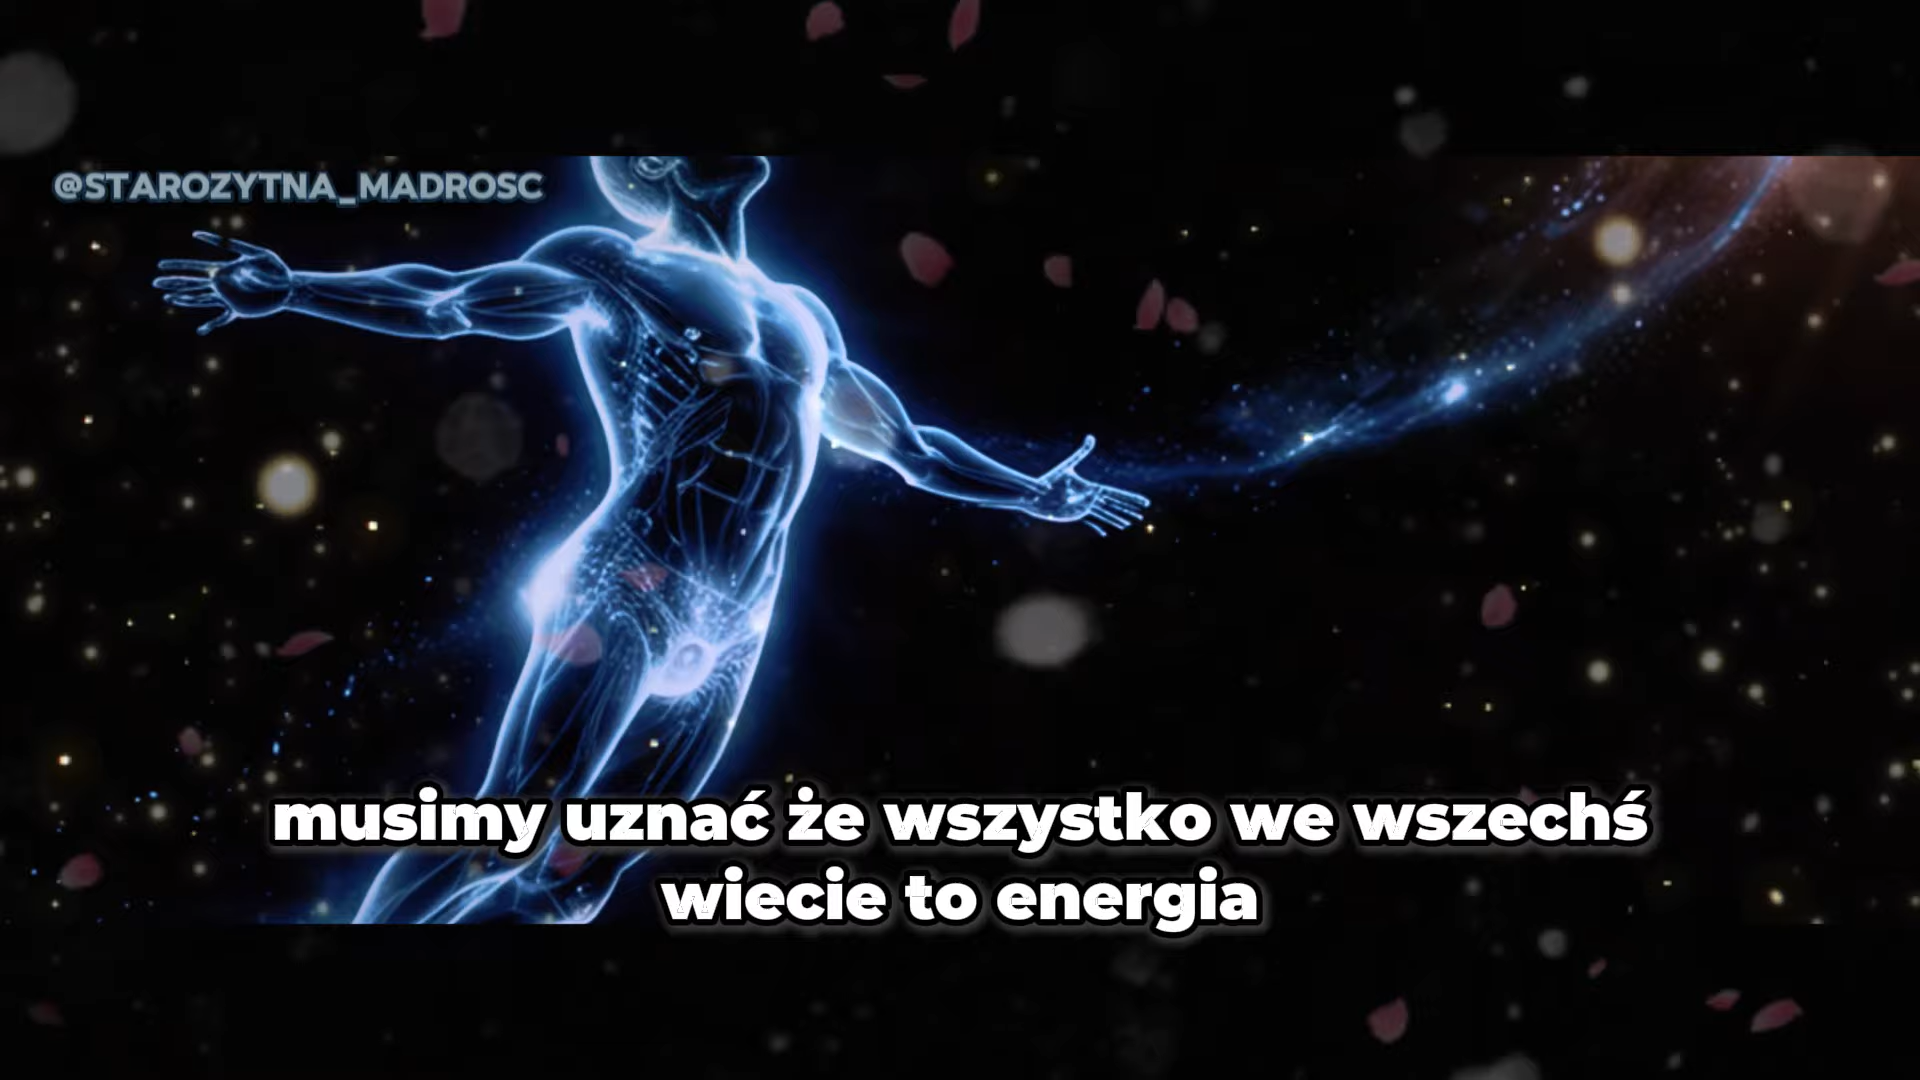 @STAROZYTNA_MADROSC
musimy uznać że wszystko we wszechś
wiecie to energia